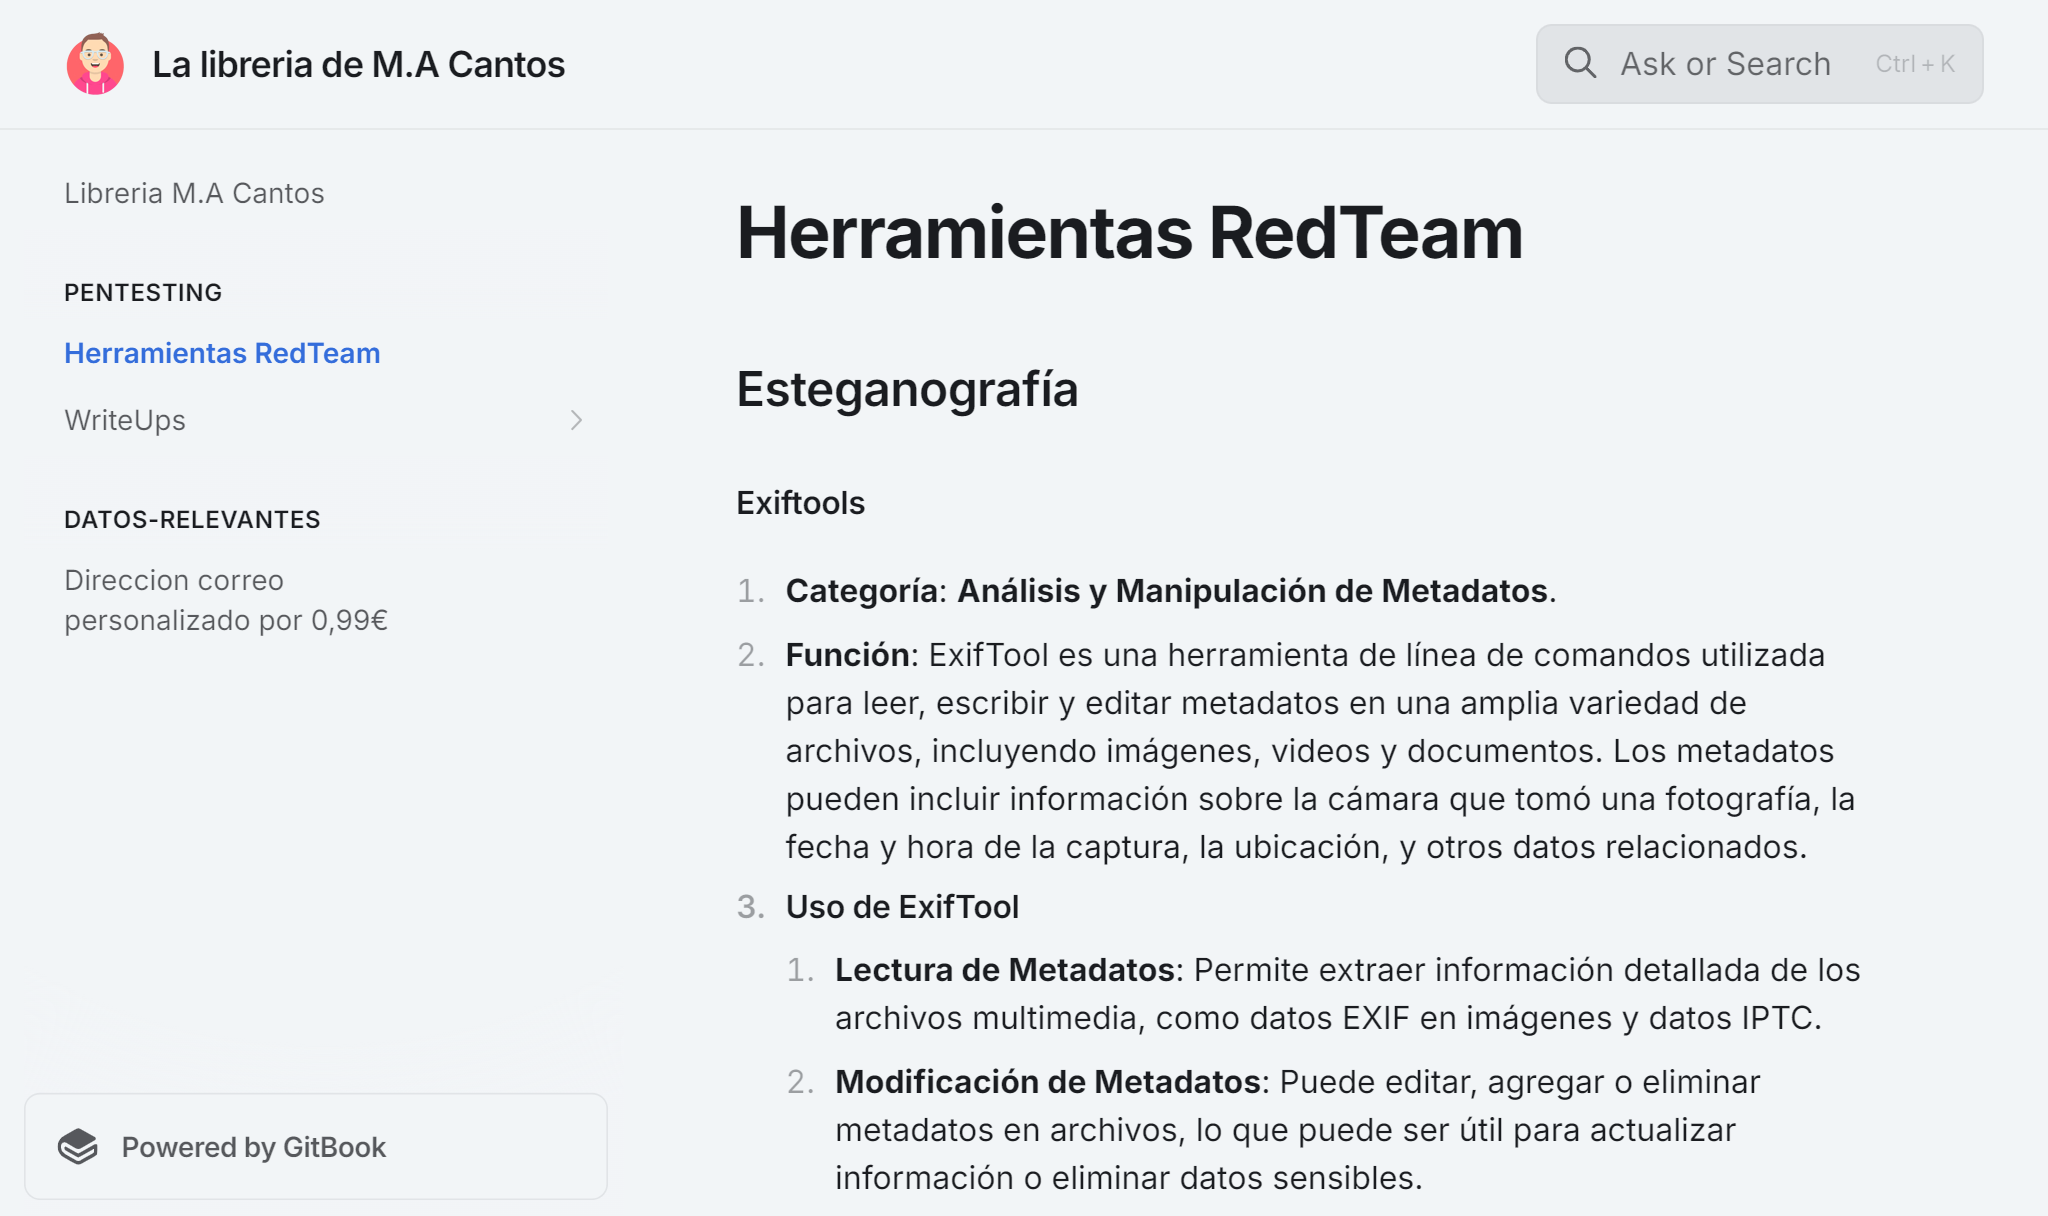 La libreria de M.A Cantos
Ask or Search
Ctrl + K
Libreria M.A Cantos
PENTESTING
Herramientas RedTeam
WriteUps
DATOS-RELEVANTES
Direccion correo
personalizado por 0,99€
Powered by GitBook
Herramientas RedTeam
Esteganografía
Exiftools
1. Categoría: Análisis y Manipulación de Metadatos.
2. Función: ExifTool es una herramienta de línea de comandos utilizada
para leer, escribir y editar metadatos en una amplia variedad de
archivos, incluyendo imágenes, videos y documentos. Los metadatos
pueden incluir información sobre la cámara que tomó una fotografía, la
fecha y hora de la captura, la ubicación, y otros datos relacionados.
3. Uso de ExifTool
1. Lectura de Metadatos: Permite extraer información detallada de los
archivos multimedia, como datos EXIF en imágenes y datos IPTC.
2. Modificación de Metadatos: Puede editar, agregar o eliminar
metadatos en archivos, lo que puede ser útil para actualizar
información o eliminar datos sensibles.